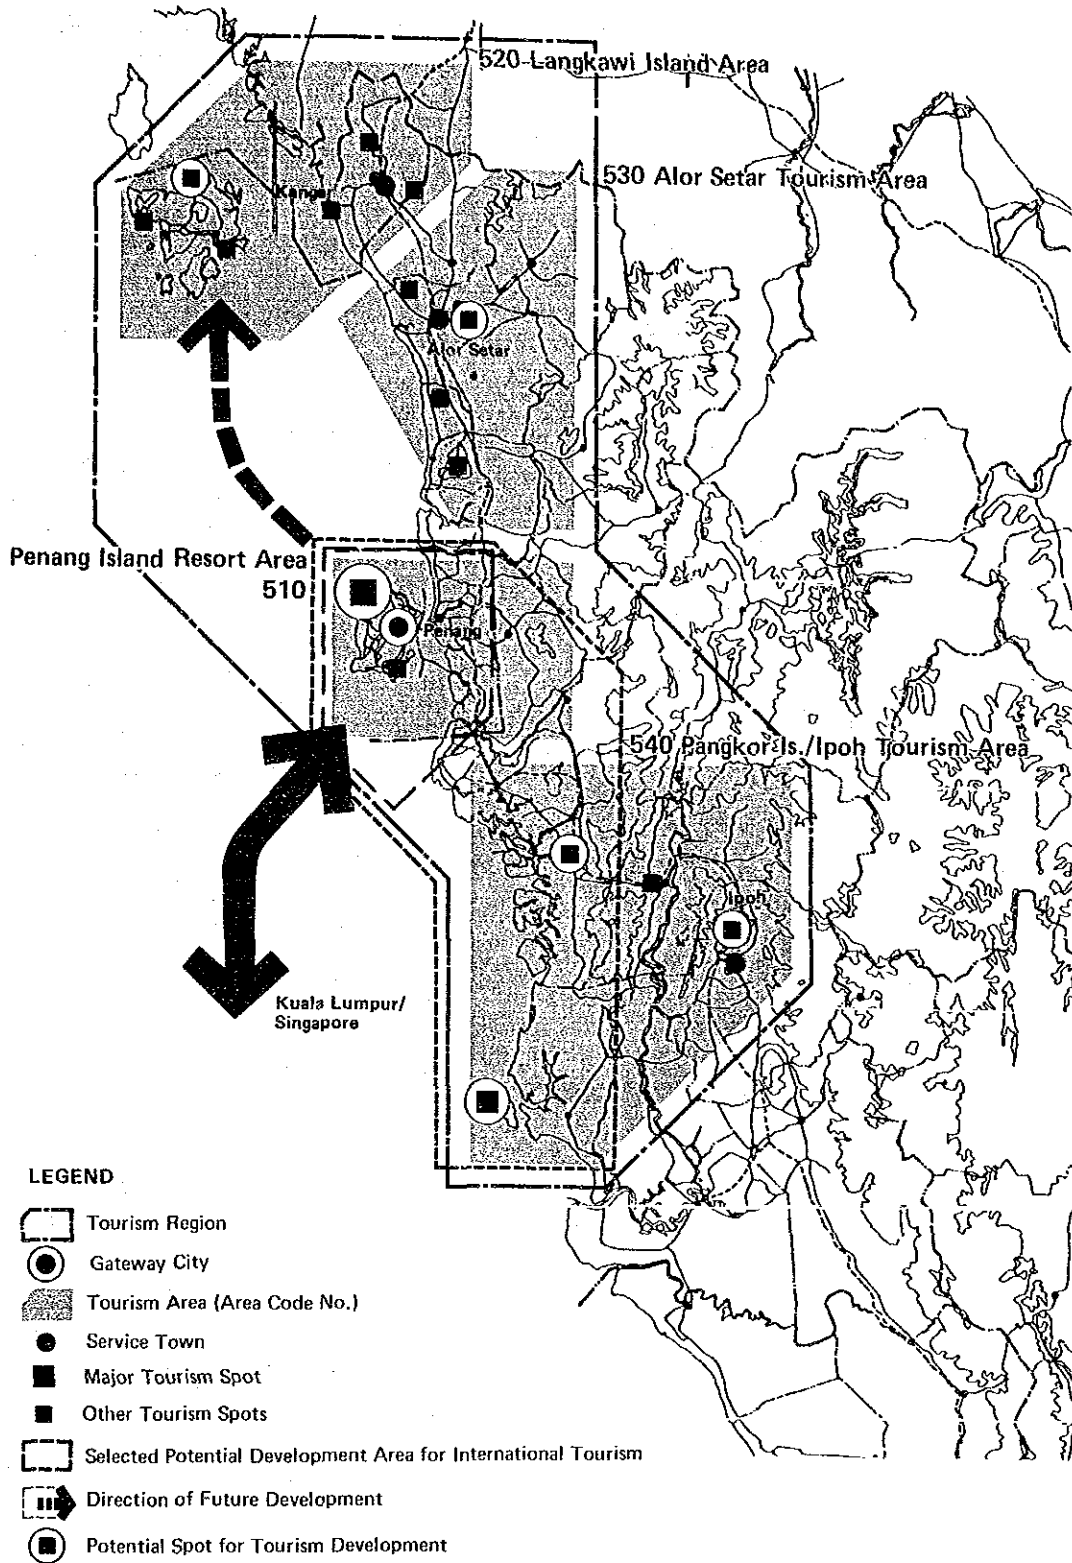 520 Langkawi Island Area
530 Alor Setar Tourism Area
Kangar
Alor Setar
Penang Island Resort Area
510
Penang
540 Pangkor Is./Ipoh Tourism Area
Ipoh
Kuala Lumpur/
Singapore
LEGEND
Tourism Region
Gateway City
Tourism Area (Area Code No.)
Service Town
Major Tourism Spot
Other Tourism Spots
Selected Potential Development Area for International Tourism
Direction of Future Development
Potential Spot for Tourism Development